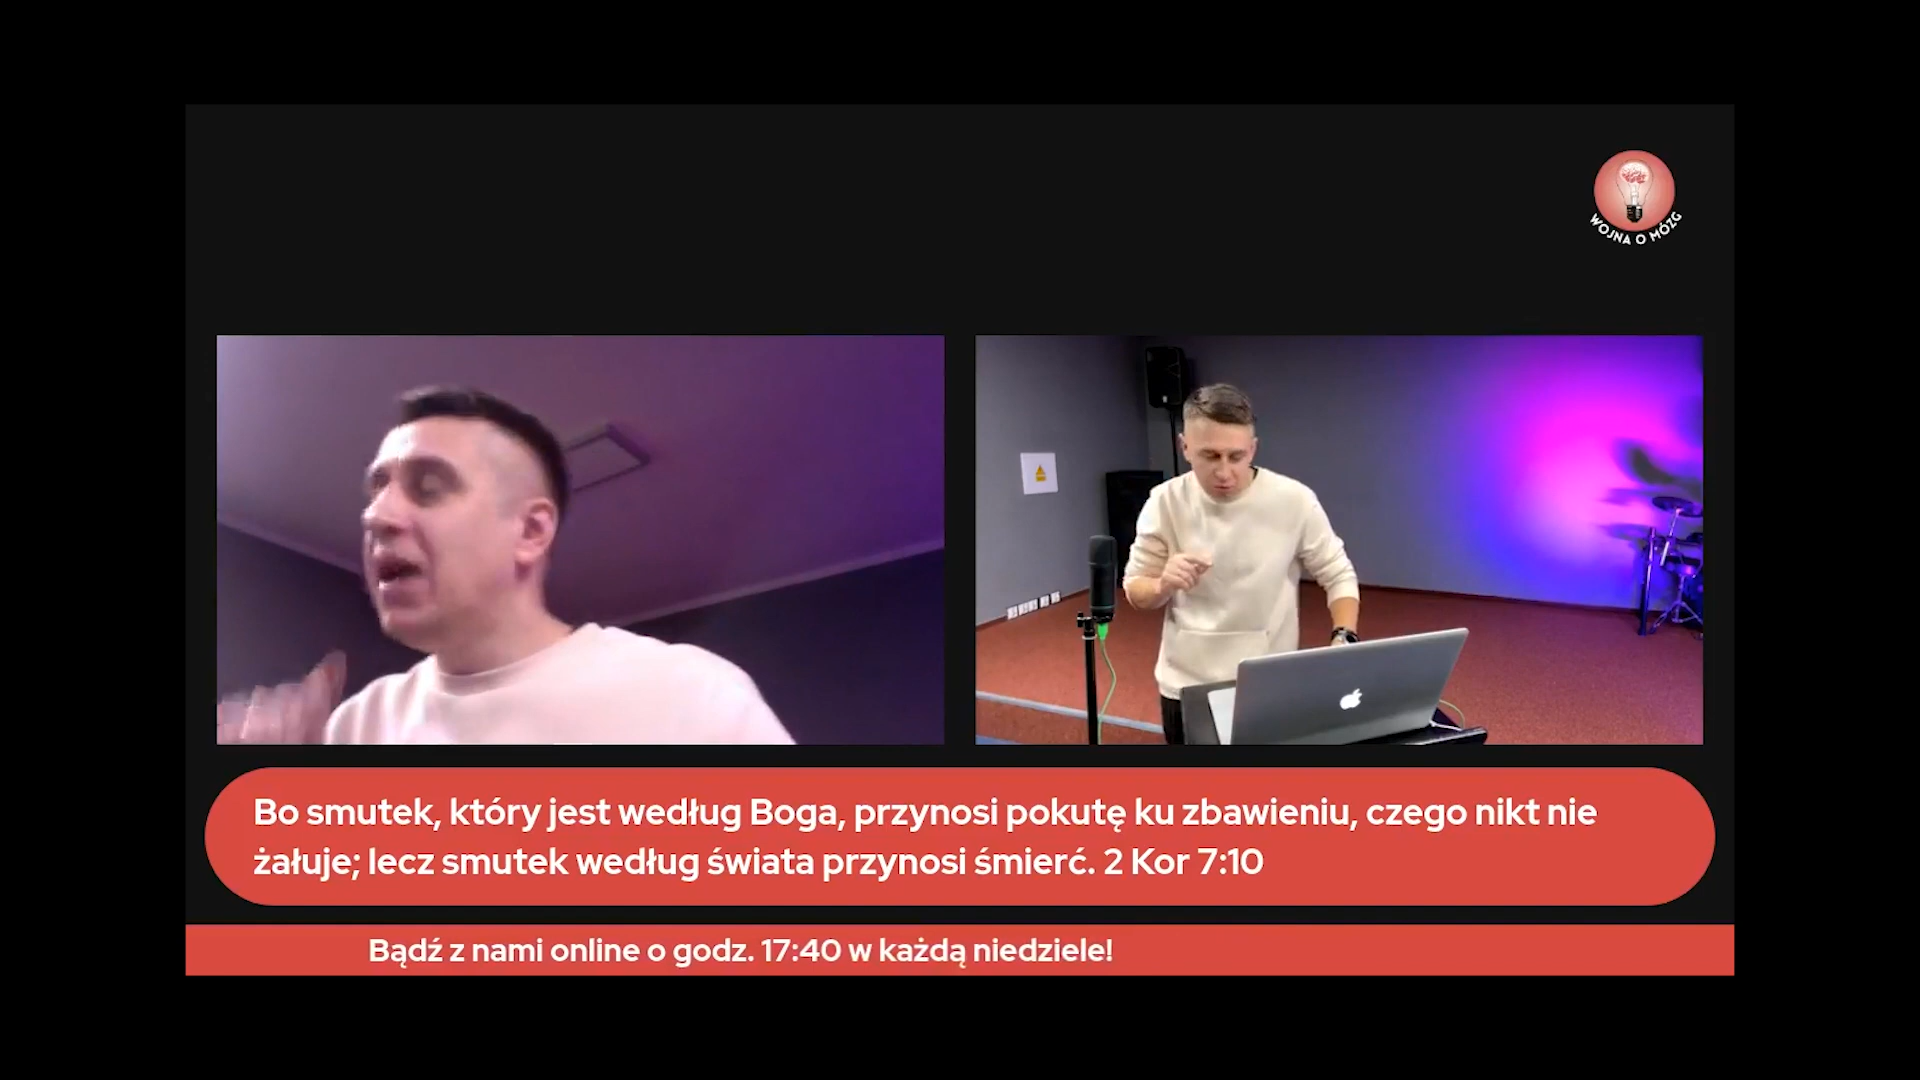 WOJNA O MÓZG
Bo smutek, który jest według Boga, przynosi pokutę ku zbawieniu, czego nikt nie
żałuje; lecz smutek według świata przynosi śmierć. 2 Kor 7:10
Bądź z nami online o godz. 17:40 w każdą niedziele!